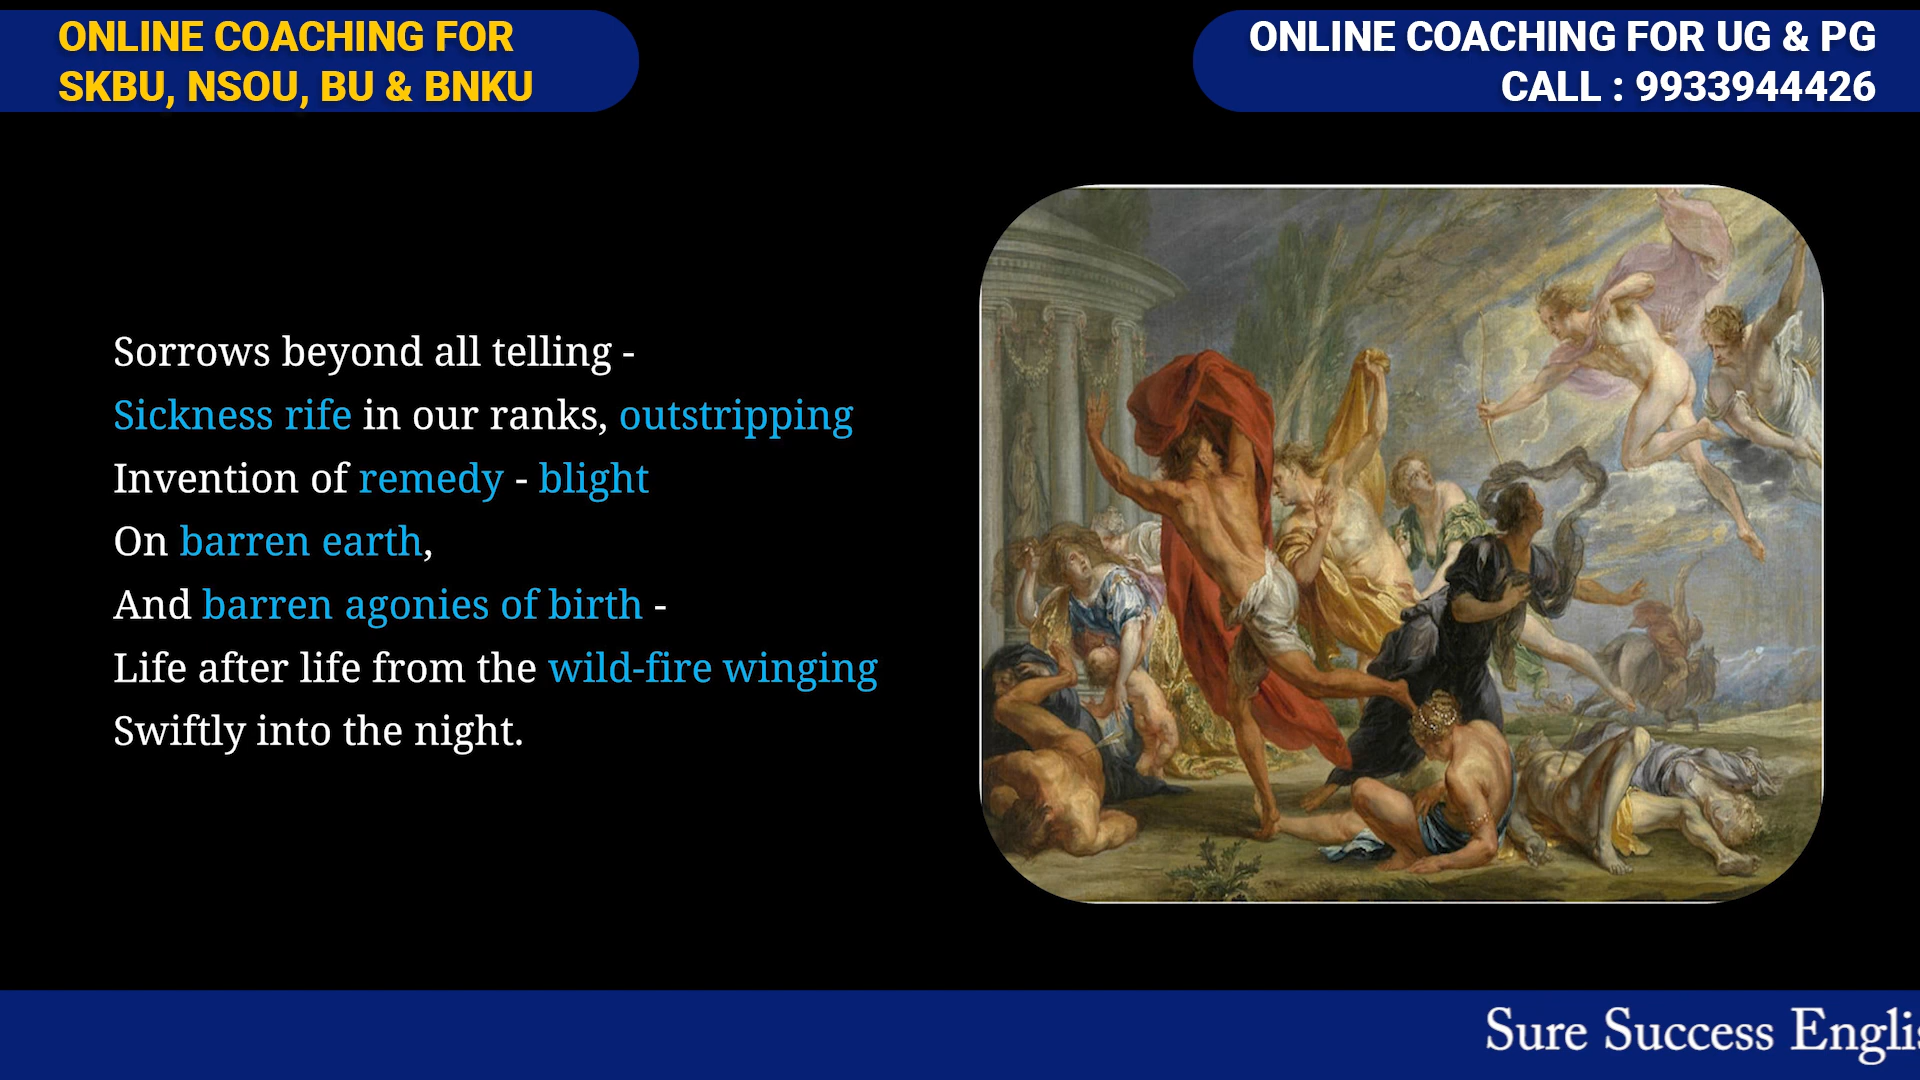 ONLINE COACHING FOR
SKBU, NSOU, BU & BNKU
ONLINE COACHING FOR UG & PG
CALL : 9933944426
Sorrows beyond all telling -
Sickness rife in our ranks, outstripping
Invention of remedy - blight
On barren earth,
And barren agonies of birth -
Life after life from the wild-fire winging
Swiftly into the night.
Sure Success Englis